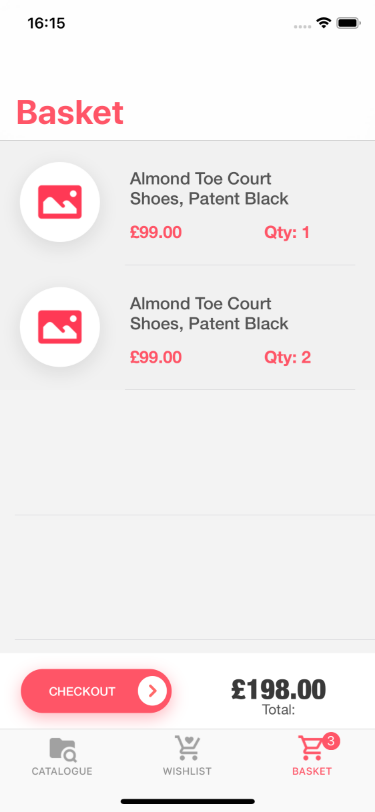 16:15
Basket
Almond Toe Court
Shoes, Patent Black
£99.00 Qty: 1
Almond Toe Court
Shoes, Patent Black
£99.00 Qty: 2
CHECKOUT
£198.00
Total:
3
CATALOGUE WISHLIST BASKET